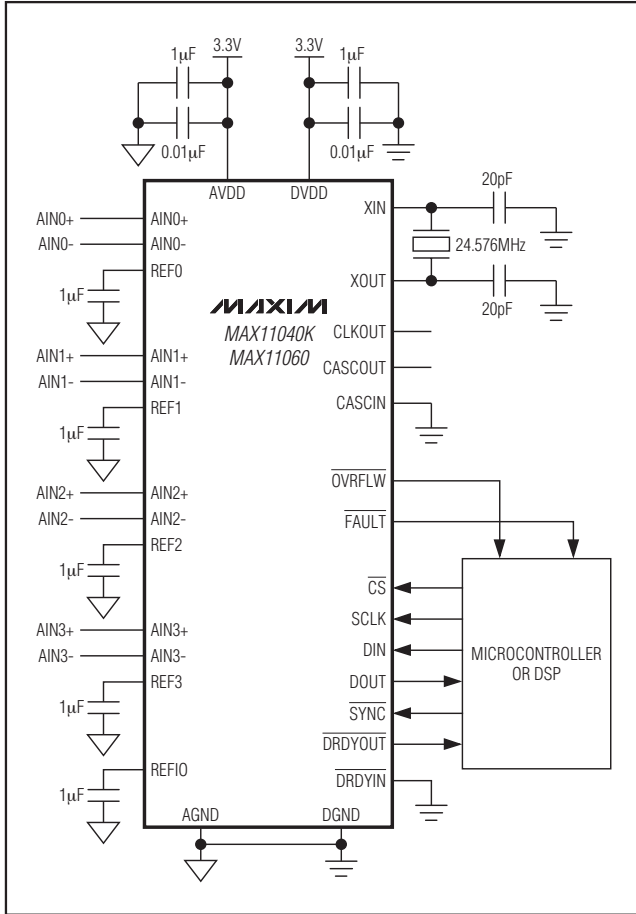 1µF
3.3V
3.3V
1µF
0.01µF
0.01µF
AVDD
DVDD
20pF
XIN
24.576MHz
XOUT
20pF
AIN0+
AIN0+
AIN0-
AIN0-
REF0
1µF
MAXIM
MAX11040K
MAX11060
CLKOUT
CASCOUT
CASCIN
AIN1+
AIN1+
AIN1-
AIN1-
REF1
1µF
OVRFLW
FAULT
AIN2+
AIN2+
AIN2-
AIN2-
REF2
1µF
CS
SCLK
DIN
DOUT
SYNC
DRDYOUT
DRDYIN
MICROCONTROLLER
OR DSP
AIN3+
AIN3+
AIN3-
AIN3-
REF3
1µF
REFIO
1µF
AGND
DGND